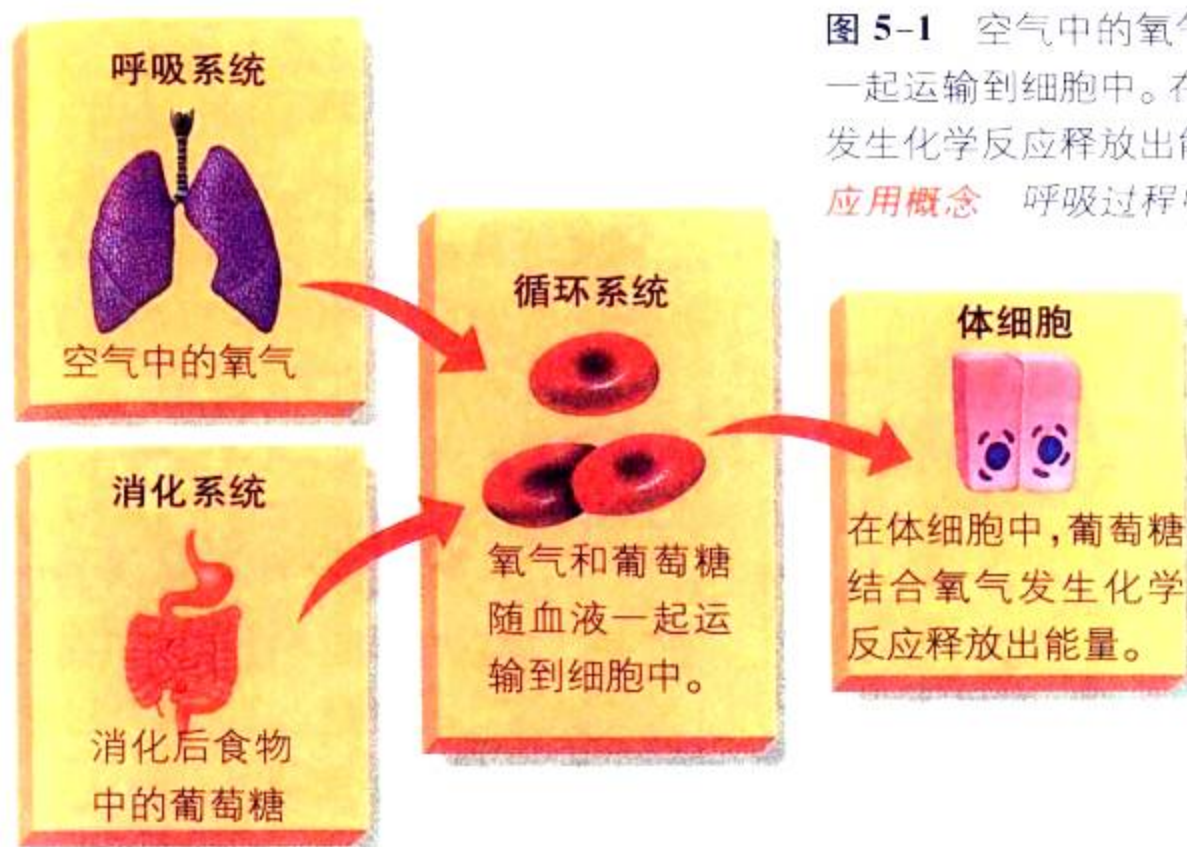 图 5-1 空气中的氧
一起运输到细胞中。在
发生化学反应释放出
应用概念 呼吸过程
呼吸系统
空气中的氧气
消化系统
消化后食物
中的葡萄糖
循环系统
氧气和葡萄糖
随血液一起运
输到细胞中。
体细胞
在体细胞中，葡萄糖
结合氧气发生化学
反应释放出能量。